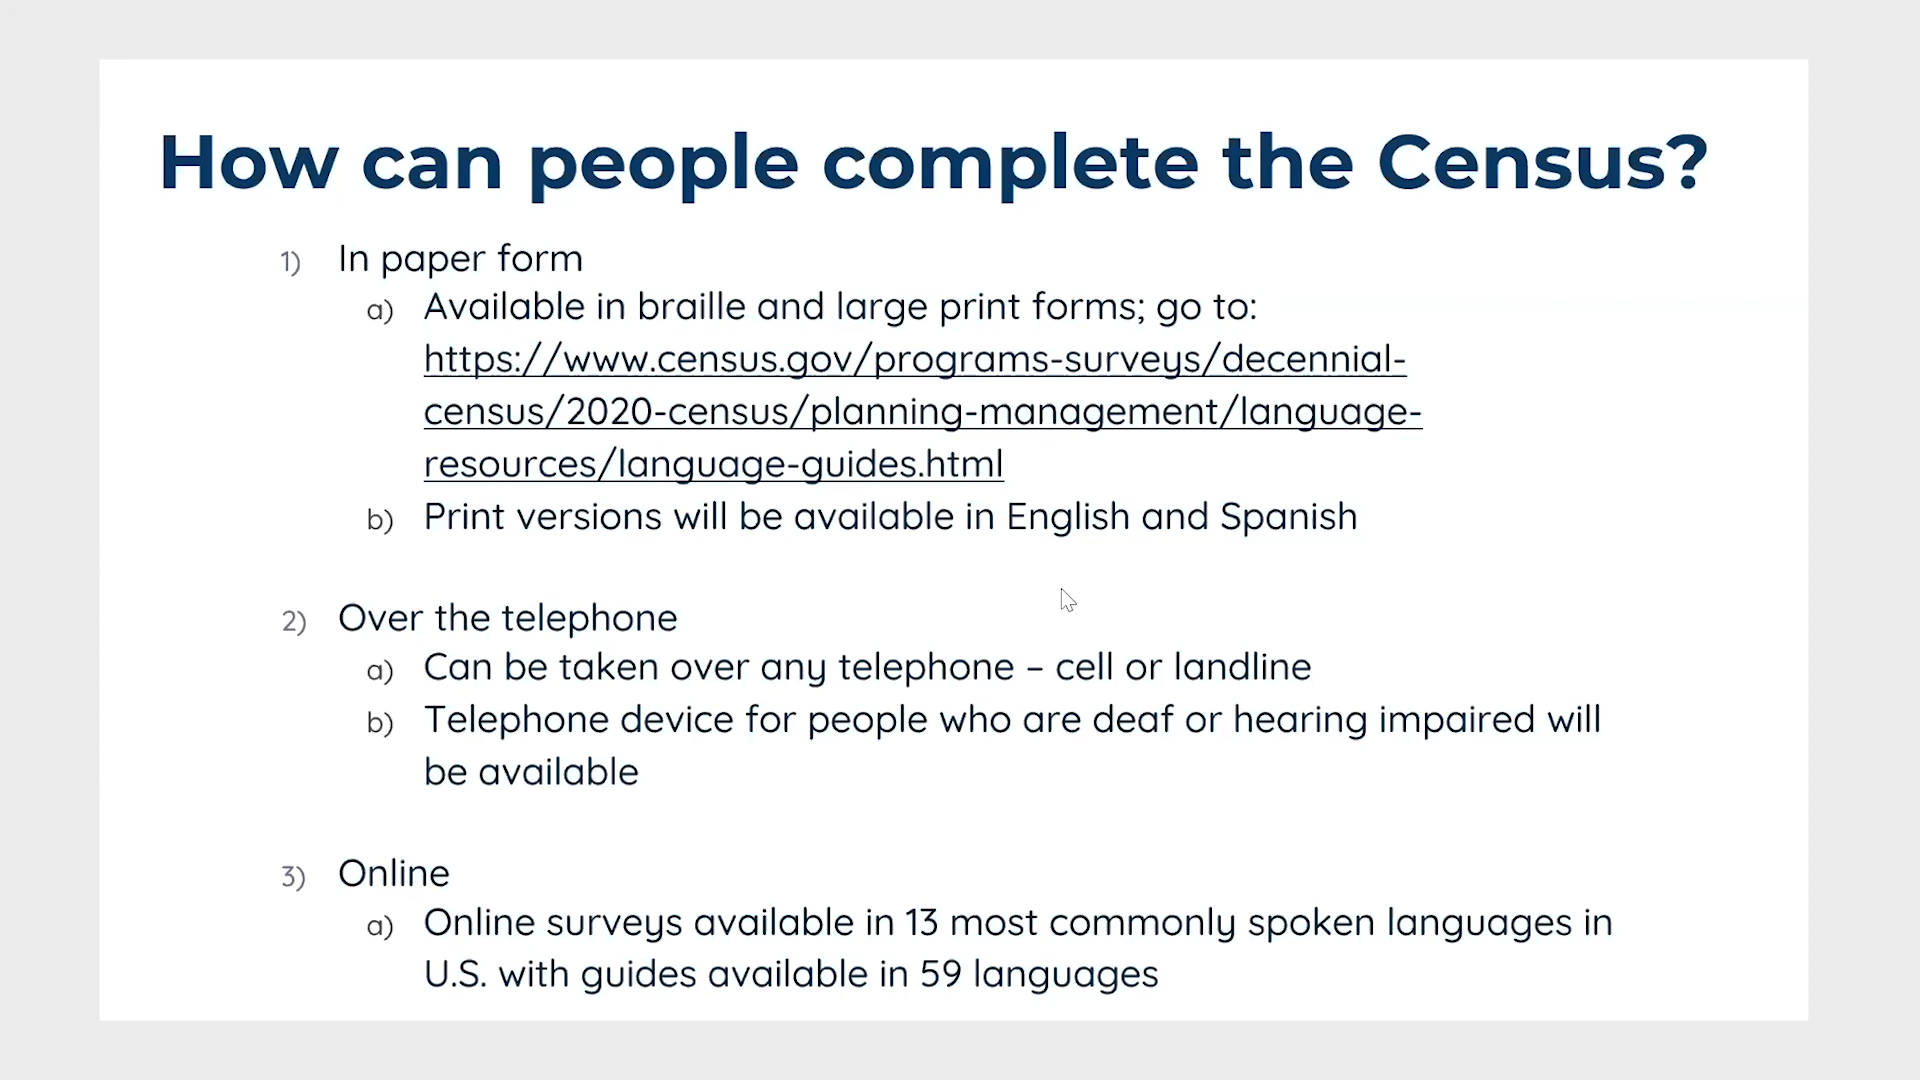 How can people complete the Census?
1) In paper form
a) Available in braille and large print forms; go to:
https://www.census.gov/programs-surveys/decennial-
census/2020-census/planning-management/language-
resources/language-guides.html
b) Print versions will be available in English and Spanish
2) Over the telephone
a) Can be taken over any telephone – cell or landline
b) Telephone device for people who are deaf or hearing impaired will
be available
3) Online
a) Online surveys available in 13 most commonly spoken languages in
U.S. with guides available in 59 languages